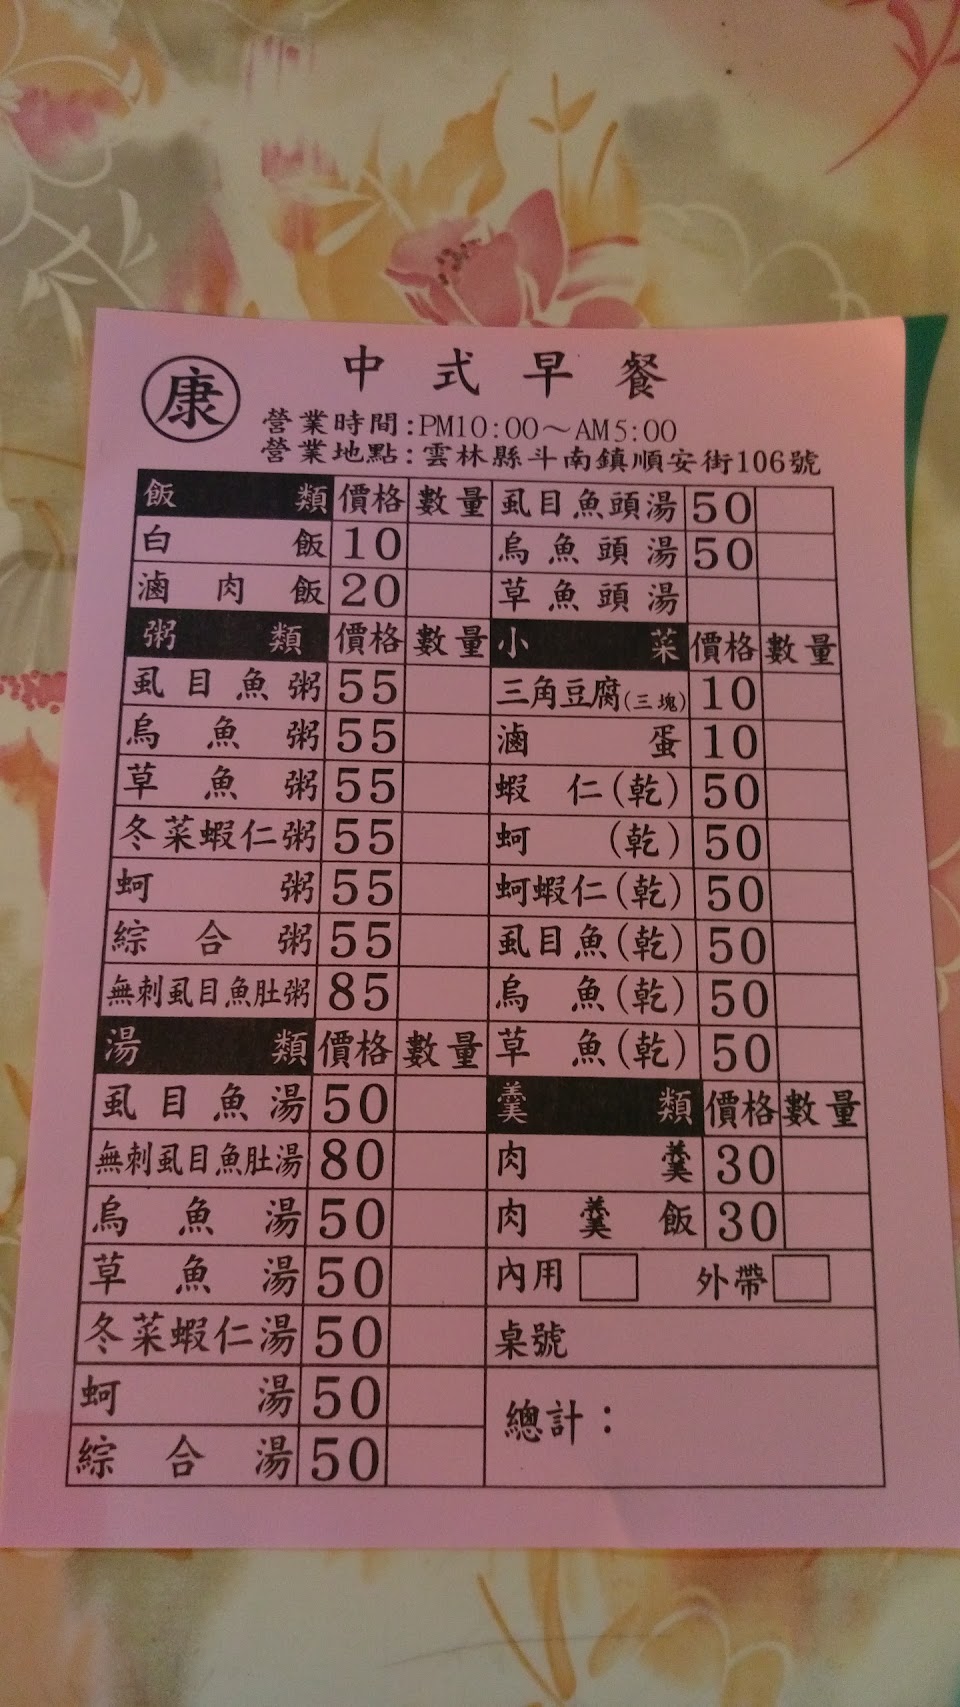 康
中式早餐
營業時間:PM10:00～AM5:00
營業地點:雲林縣斗南鎮順安街106號
飯類 價格 數量
白飯 10
滷肉飯 20
粥類 價格 數量
虱目魚粥 55
烏魚粥 55
草魚粥 55
冬菜蝦仁粥 55
蚵粥 55
綜合粥 55
無刺虱目魚肚粥 85
湯類 價格 數量
虱目魚湯 50
無刺虱目魚肚湯 80
烏魚湯 50
草魚湯 50
冬菜蝦仁湯 50
蚵湯 50
綜合湯 50
虱目魚頭湯 50
烏魚頭湯 50
草魚頭湯
小菜 價格 數量
三角豆腐(三塊) 10
滷蛋 10
蝦仁(乾) 50
蚵(乾) 50
蚵蝦仁(乾) 50
虱目魚(乾) 50
烏魚(乾) 50
草魚(乾) 50
羹類 價格 數量
肉羹 30
肉羹飯 30
內用 外帶
桌號
總計：